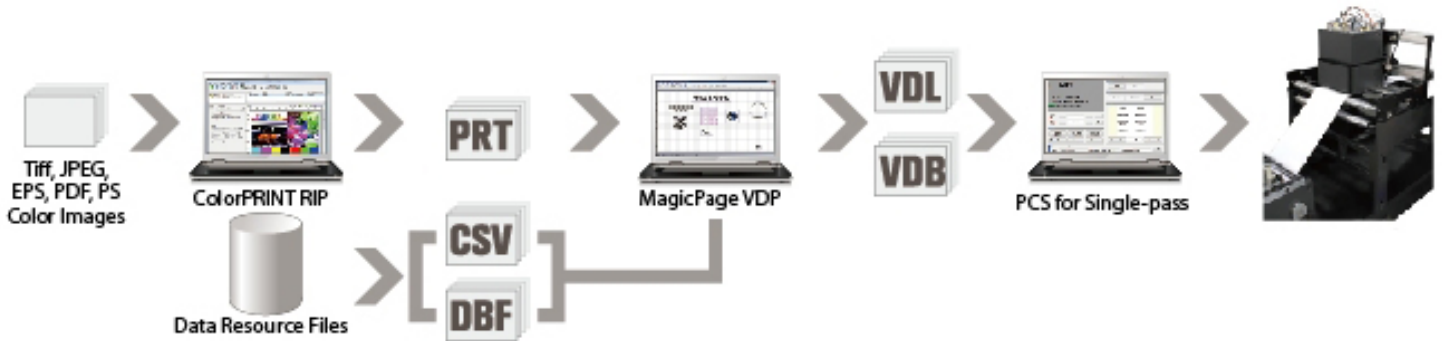 Tiff, JPEG,
EPS, PDF, PS
Color Images
ColorPRINT RIP
PRT
MagicPage VDP
VDL
VDB
PCS for Single-pass
Data Resource Files
CSV
DBF